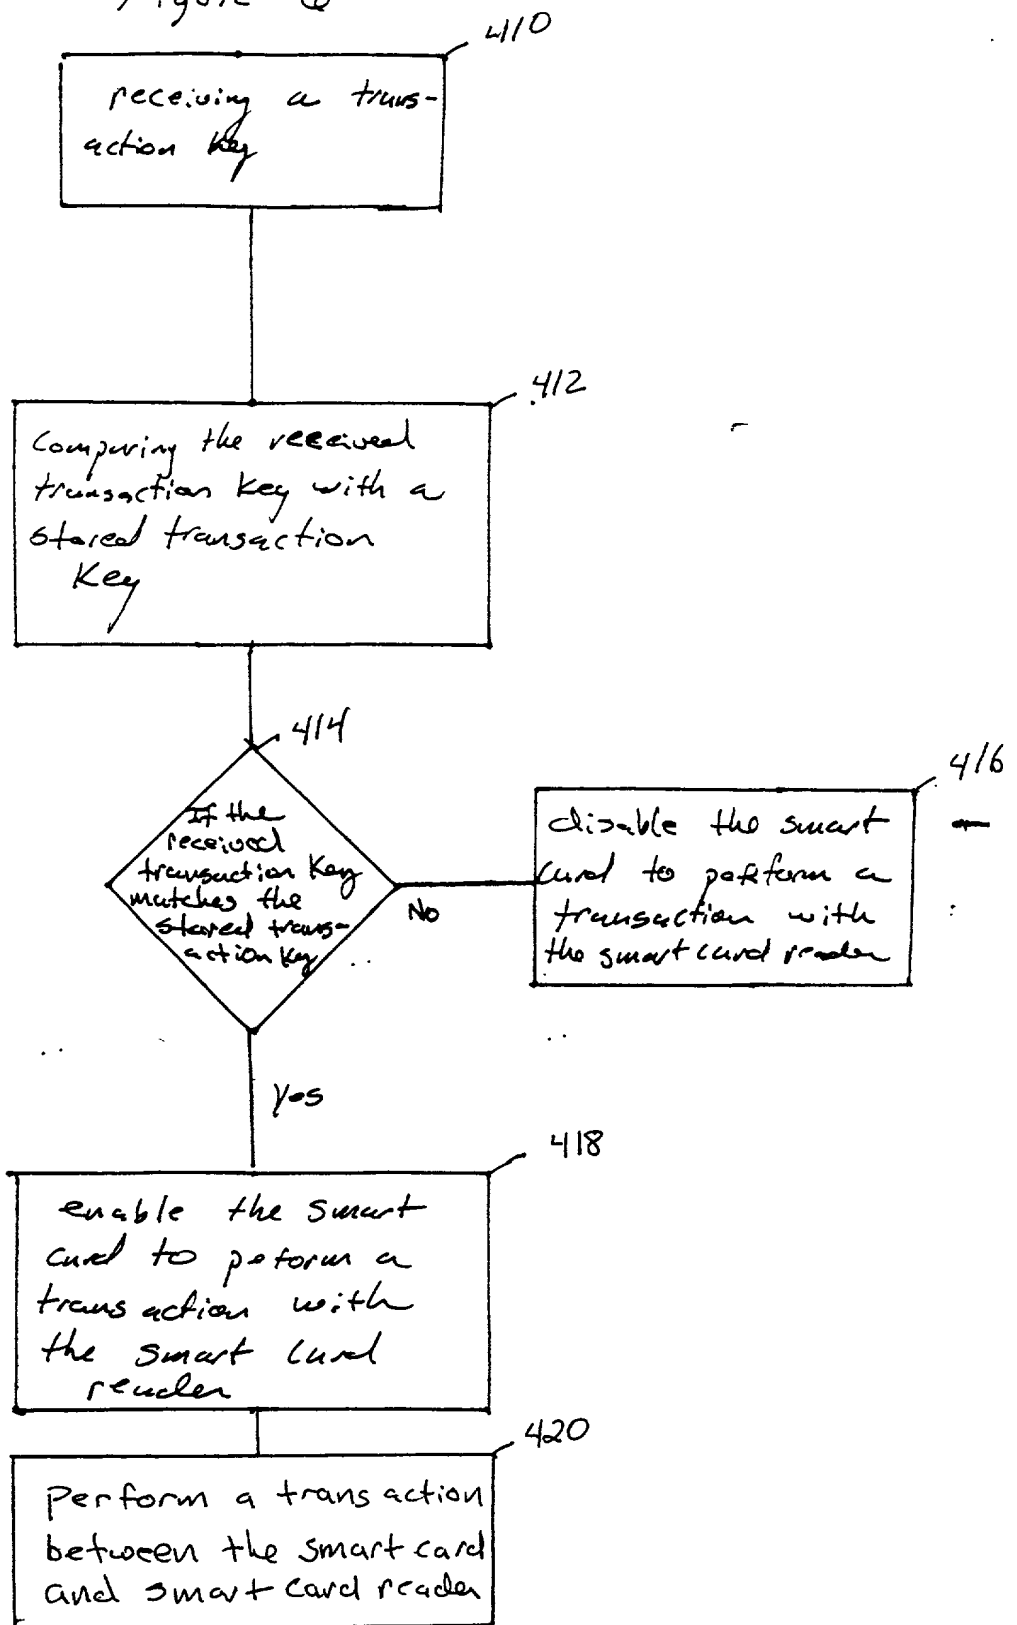 Figure 6
410
receiving a trans-
action key
412
Comparing the received
transaction key with a
stored transaction
Key
414
If the
received
transaction Key
matches the
stored trans-
action key
No
416
disable the smart
card to perform a
transaction with
the smart card reader
Yes
418
enable the smart
card to peform a
transaction with
the smart card
reader
420
Perform a transaction
between the smart card
and smart card reader